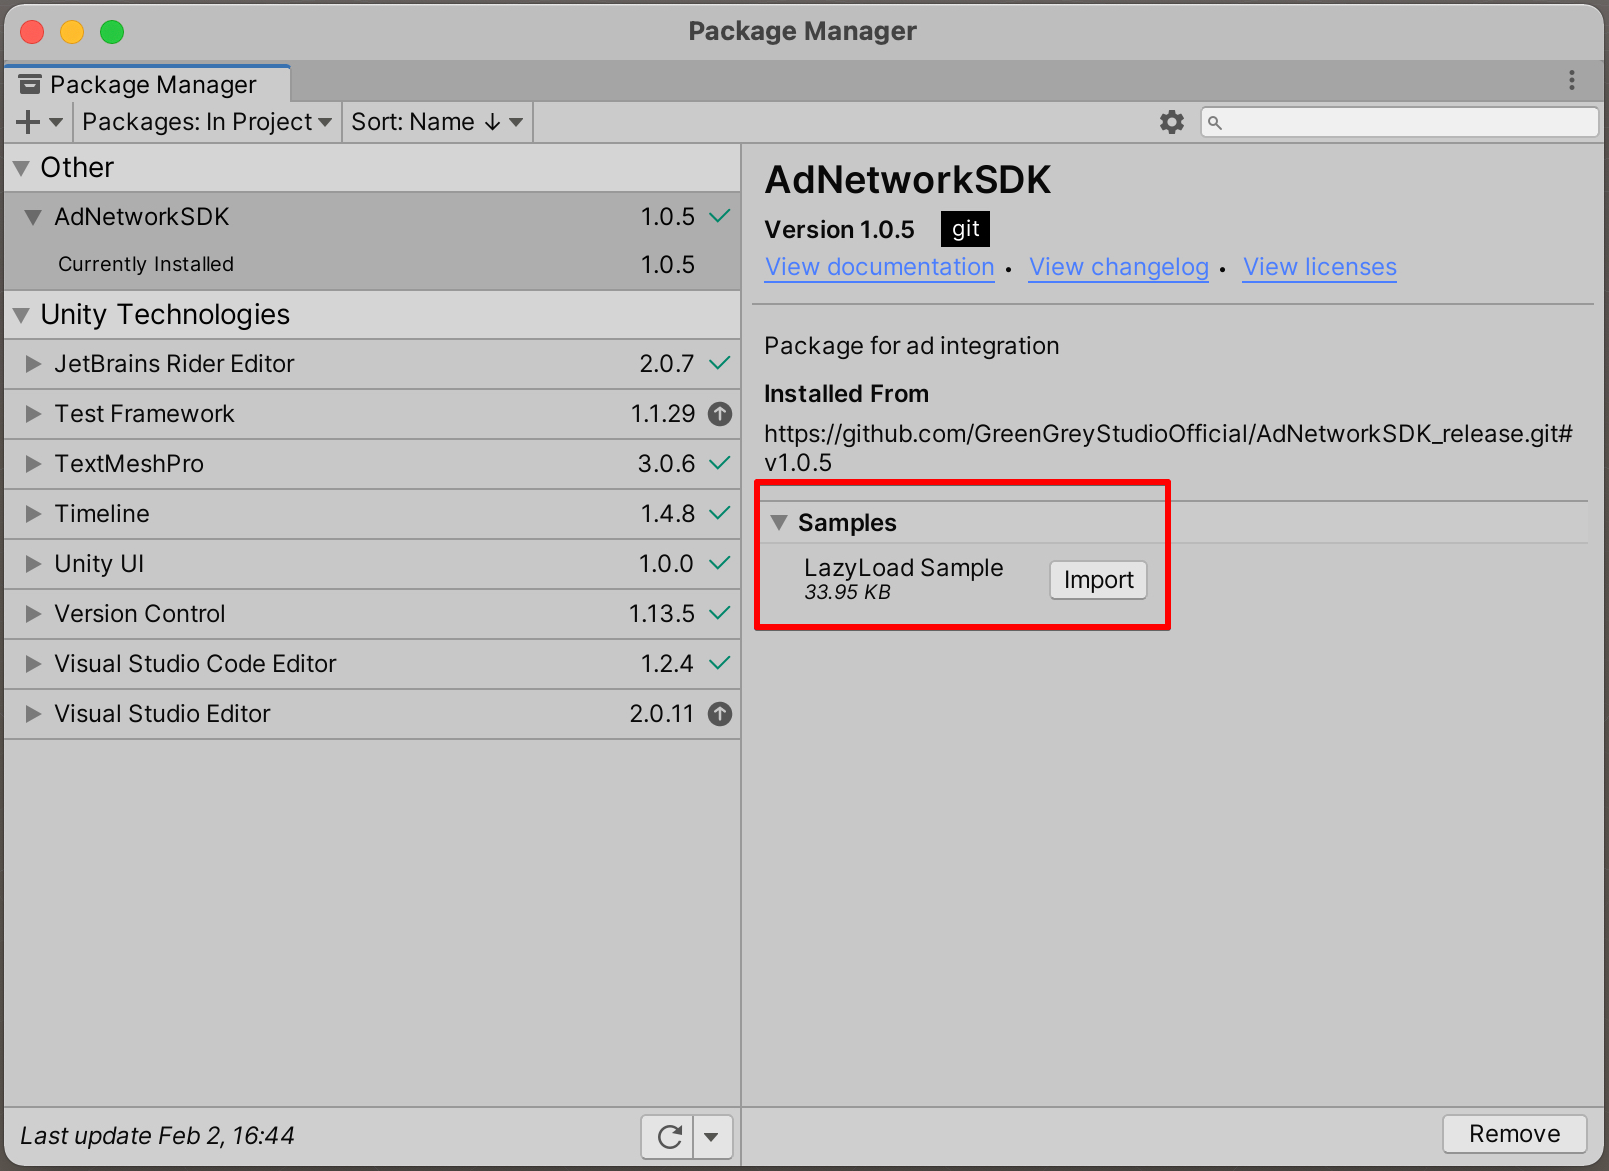 Package Manager
Package Manager
Packages: In Project
Sort: Name ↓
Other
AdNetworkSDK 1.0.5
Currently Installed 1.0.5
Unity Technologies
JetBrains Rider Editor 2.0.7
Test Framework 1.1.29
TextMeshPro 3.0.6
Timeline 1.4.8
Unity UI 1.0.0
Version Control 1.13.5
Visual Studio Code Editor 1.2.4
Visual Studio Editor 2.0.11
Last update Feb 2, 16:44
AdNetworkSDK
Version 1.0.5 git
View documentation • View changelog • View licenses
Package for ad integration
Installed From
https://github.com/GreenGreyStudioOfficial/AdNetworkSDK_release.git#
v1.0.5
Samples
LazyLoad Sample
33.95 KB
Import
Remove